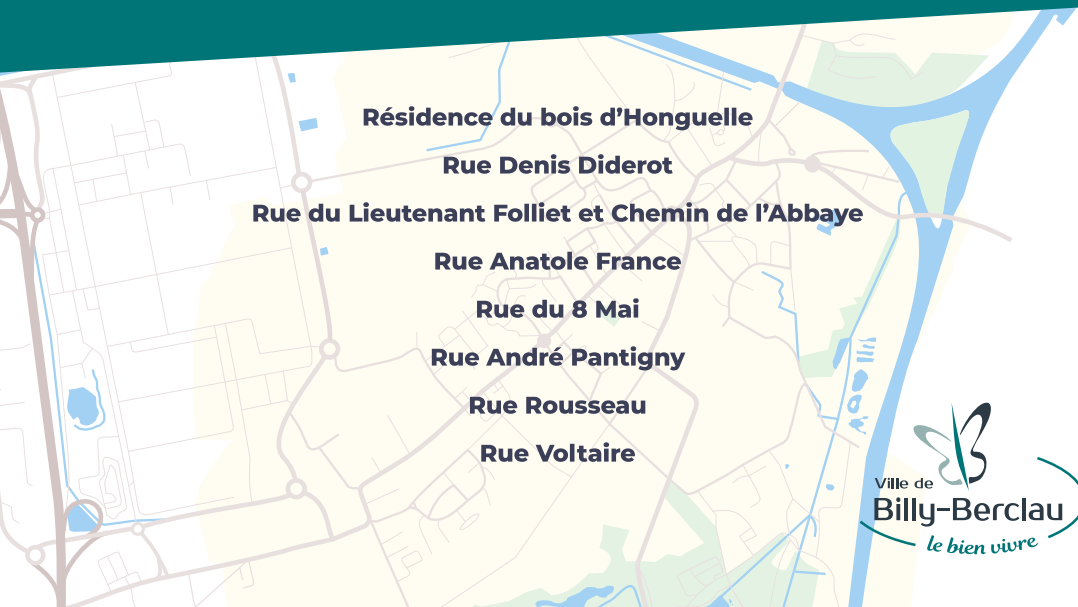 Résidence du bois d’Honguelle
Rue Denis Diderot
Rue du Lieutenant Folliet et Chemin de l’Abbaye
Rue Anatole France
Rue du 8 Mai
Rue André Pantigny
Rue Rousseau
Rue Voltaire
Ville de
Billy-Berclau
le bien vivre